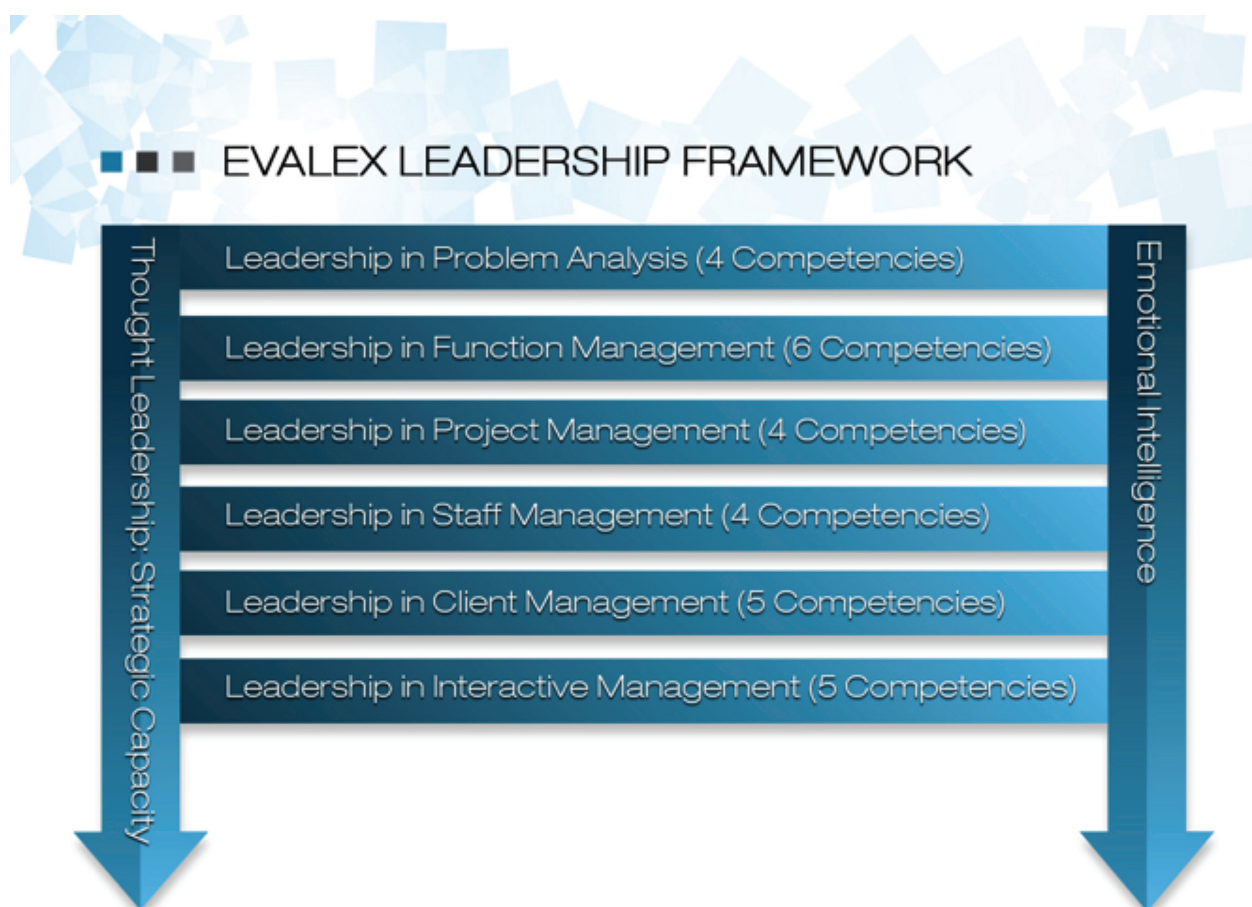 EVALEX LEADERSHIP FRAMEWORK
Thought Leadership: Strategic Capacity
Leadership in Problem Analysis (4 Competencies)
Leadership in Function Management (6 Competencies)
Leadership in Project Management (4 Competencies)
Leadership in Staff Management (4 Competencies)
Leadership in Client Management (5 Competencies)
Leadership in Interactive Management (5 Competencies)
Emotional Intelligence